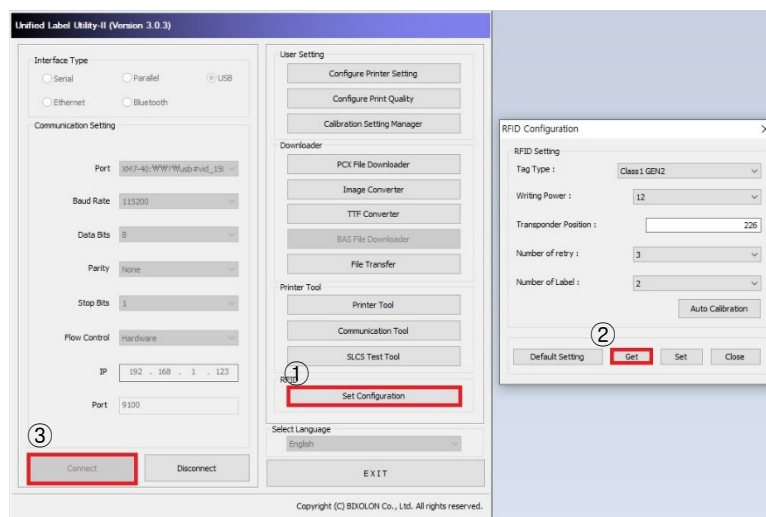 Unified Label Utility-II (Version 3.0.3)
Interface Type
Serial
Parallel
USB
Ethernet
Bluetooth
Communication Setting
Port
XM7-40:₩₩?₩usb#vid_15(
Baud Rate
115200
Data Bits
8
Parity
None
Stop Bits
1
Flow Control
Hardware
IP
192 . 168 . 1 . 123
Port
9100
③
Connect
Disconnect
User Setting
Configure Printer Setting
Configure Print Quality
Calibration Setting Manager
Downloader
PCX File Downloader
Image Converter
TTF Converter
BAS File Downloader
File Transfer
Printer Tool
Printer Tool
Communication Tool
SLCS Test Tool
①
RFID
Set Configuration
Select Language
English
EXIT
Copyright (C) BIXOLON Co., Ltd. All rights reserved.
RFID Configuration
RFID Setting
Tag Type :
Class1 GEN2
Writing Power :
12
Transponder Position :
226
Number of retry :
3
Number of Label :
2
Auto Calibration
②
Default Setting
Get
Set
Close